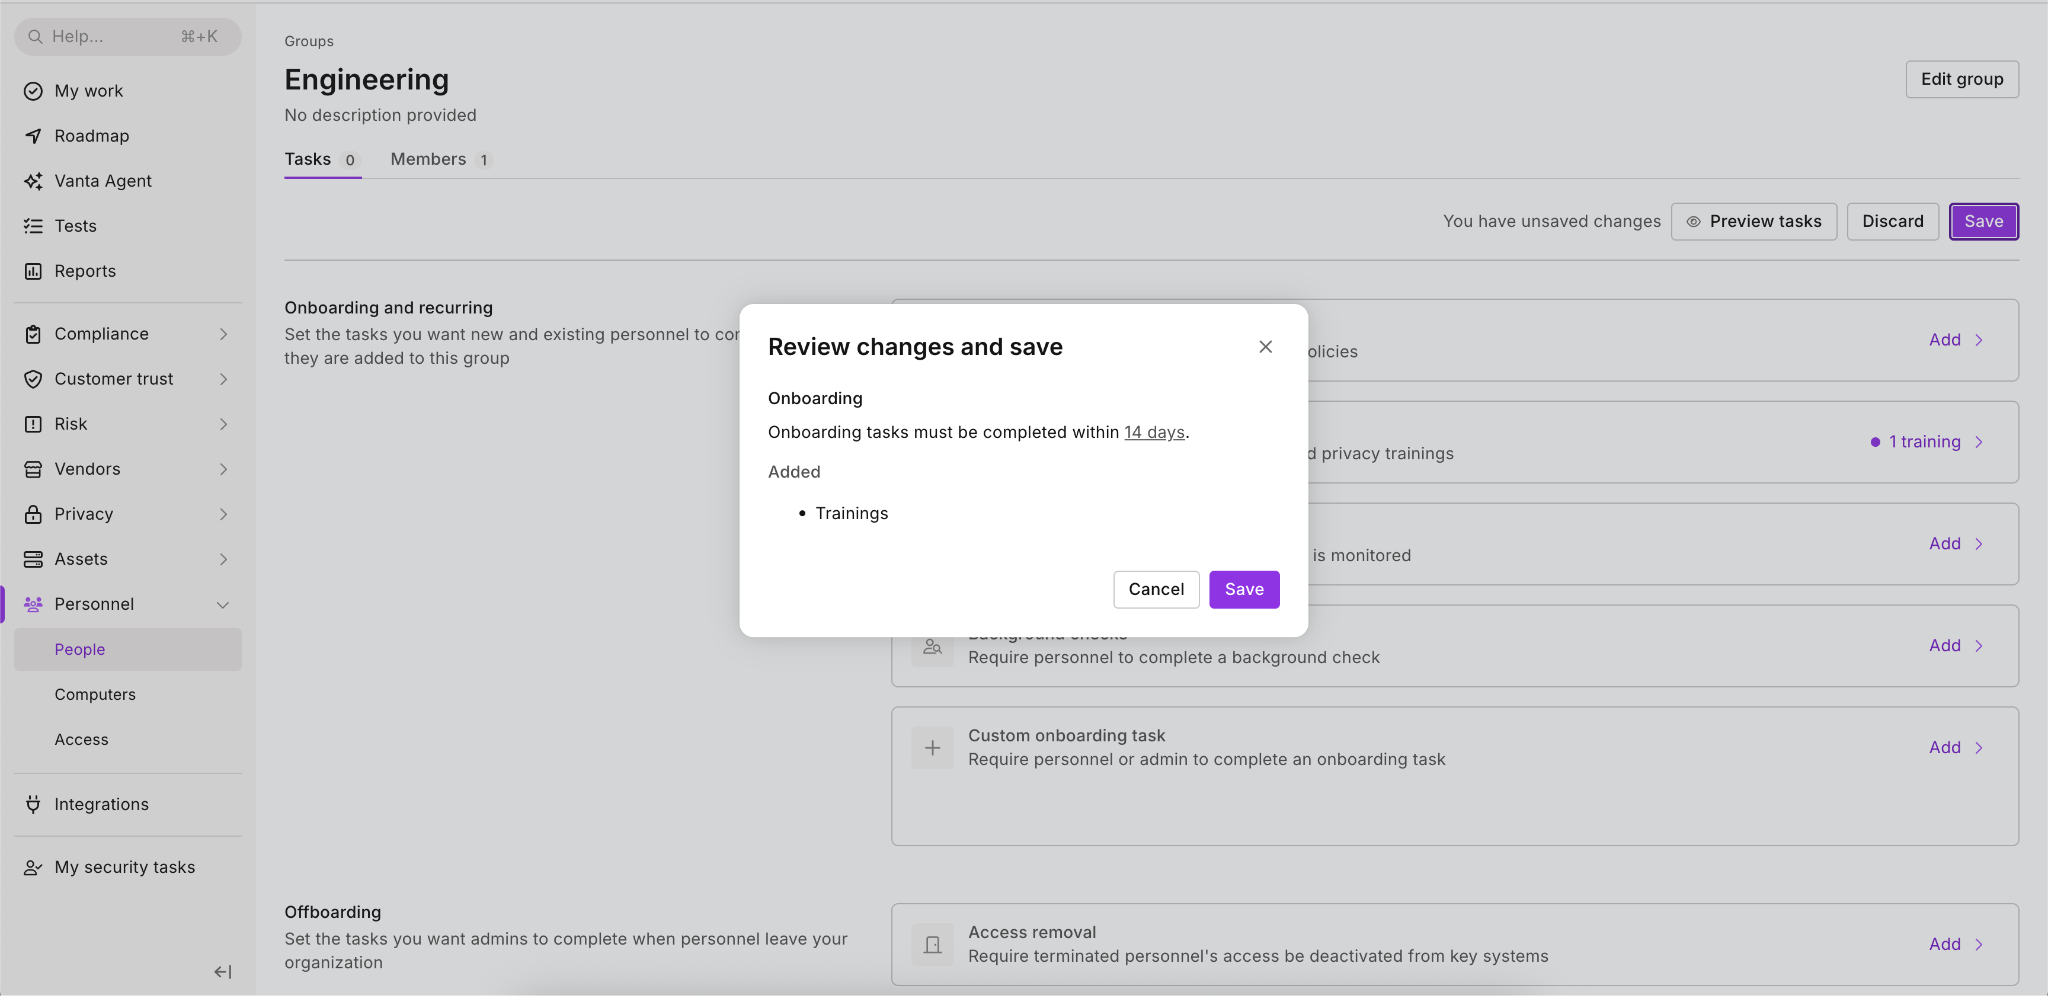 Help...
⌘+K
My work
Roadmap
Vanta Agent
Tests
Reports
Compliance
Customer trust
Risk
Vendors
Privacy
Assets
Personnel
People
Computers
Access
Integrations
My security tasks
Groups
Engineering
No description provided
Edit group
Tasks 0
Members 1
You have unsaved changes
Preview tasks
Discard
Save
Onboarding and recurring
Set the tasks you want new and existing personnel to
they are added to this group
Add
1 training
privacy trainings
Add
is monitored
Review changes and save
Onboarding
Onboarding tasks must be completed within 14 days.
Added
• Trainings
Cancel
Save
Background checks
Require personnel to complete a background check
Add
Custom onboarding task
Require personnel or admin to complete an onboarding task
Add
Offboarding
Set the tasks you want admins to complete when personnel leave your
organization
Access removal
Require terminated personnel's access be deactivated from key systems
Add